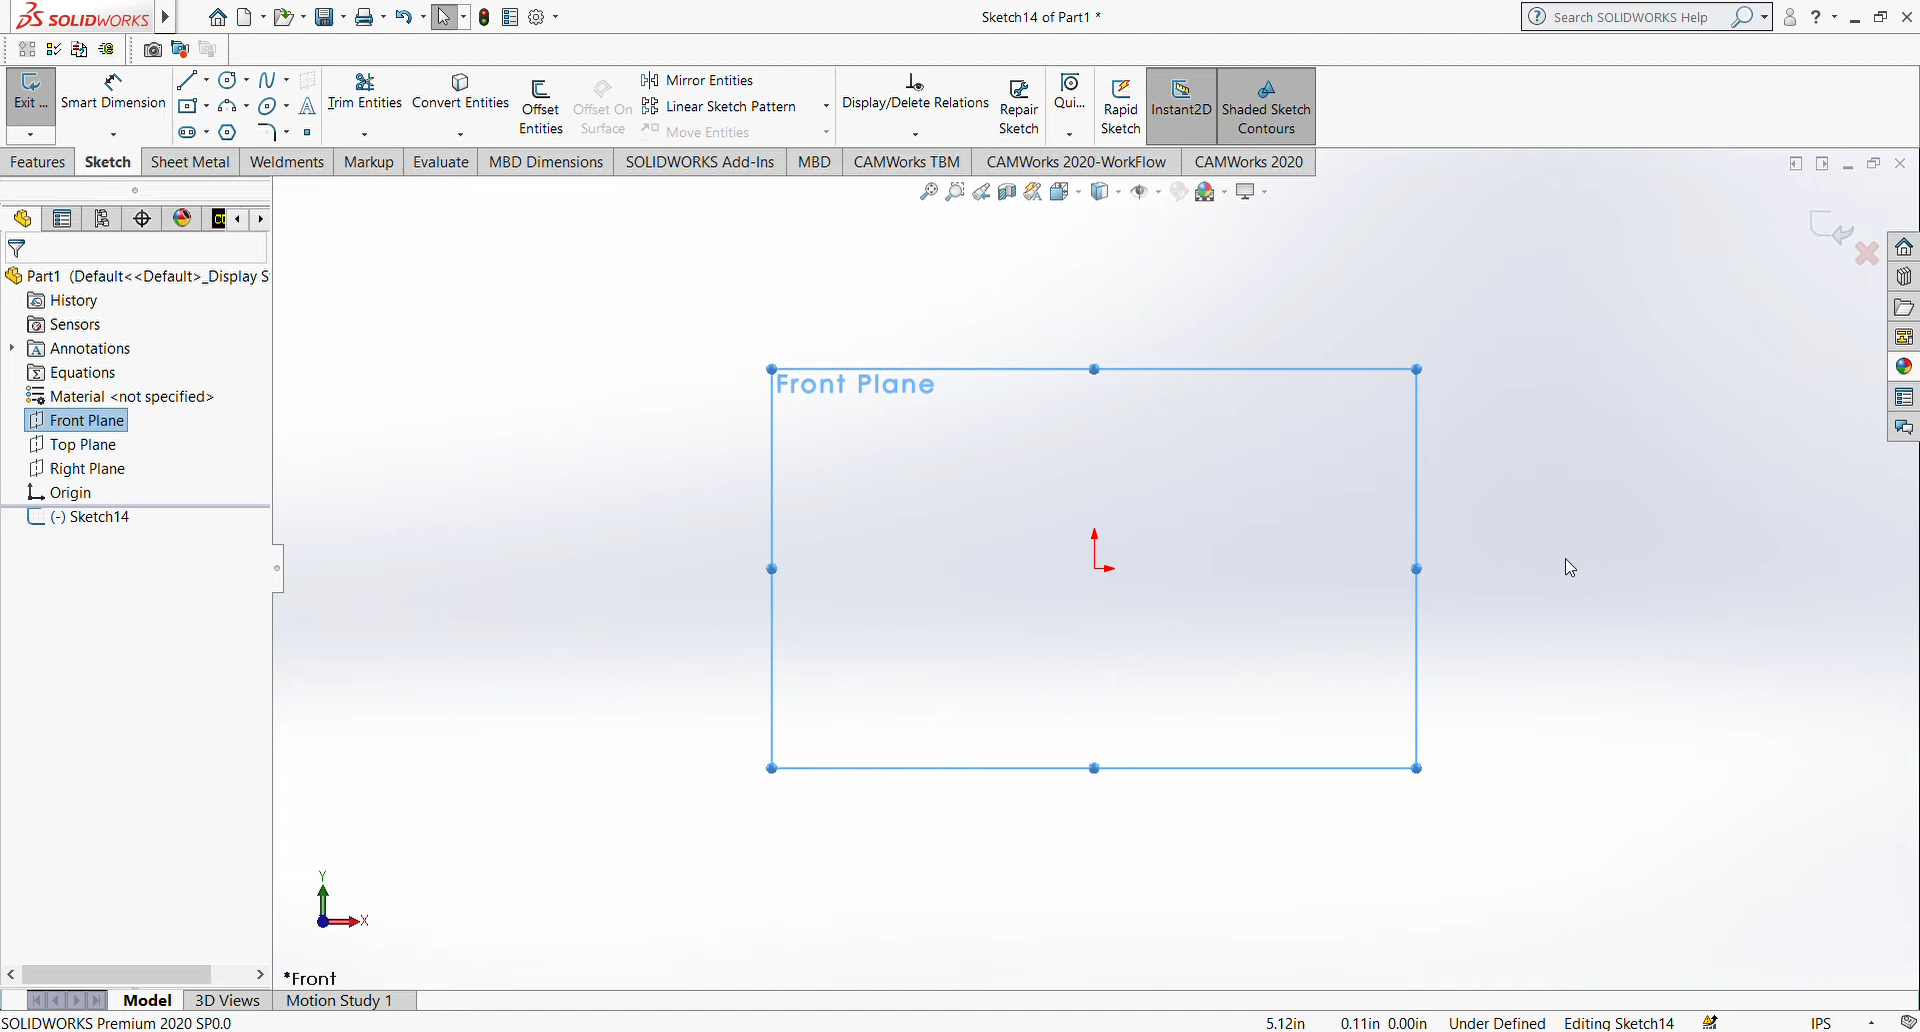 SOLIDWORKS
Sketch14 of Part1 *
Search SOLIDWORKS Help
Exit ...
Smart Dimension
Trim Entities
Convert Entities
Offset
Entities
Offset On
Surface
Mirror Entities
Linear Sketch Pattern
Move Entities
Display/Delete Relations
Repair
Sketch
Qui...
Rapid
Sketch
Instant2D
Shaded Sketch
Contours
Features
Sketch
Sheet Metal
Weldments
Markup
Evaluate
MBD Dimensions
SOLIDWORKS Add-Ins
MBD
CAMWorks TBM
CAMWorks 2020-WorkFlow
CAMWorks 2020
Part1 (Default<<Default>_Display S
History
Sensors
Annotations
Equations
Material <not specified>
Front Plane
Top Plane
Right Plane
Origin
(-) Sketch14
Front Plane
Y
X
*Front
Model
3D Views
Motion Study 1
SOLIDWORKS Premium 2020 SP0.0
5.12in
0.11in 0.00in
Under Defined
Editing Sketch14
IPS